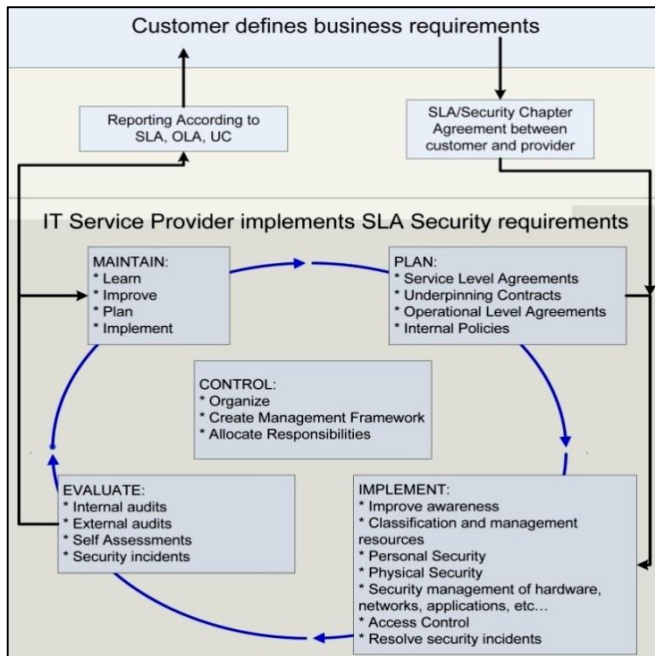 Customer defines business requirements
Reporting According to
SLA, OLA, UC
SLA/Security Chapter
Agreement between
customer and provider
IT Service Provider implements SLA Security requirements
MAINTAIN:
* Learn
* Improve
* Plan
* Implement
PLAN:
* Service Level Agreements
* Underpinning Contracts
* Operational Level Agreements
* Internal Policies
CONTROL:
* Organize
* Create Management Framework
* Allocate Responsibilities
EVALUATE:
* Internal audits
* External audits
* Self Assessments
* Security incidents
IMPLEMENT:
* Improve awareness
* Classification and management
resources
* Personal Security
* Physical Security
* Security management of hardware,
networks, applications, etc...
* Access Control
* Resolve security incidents